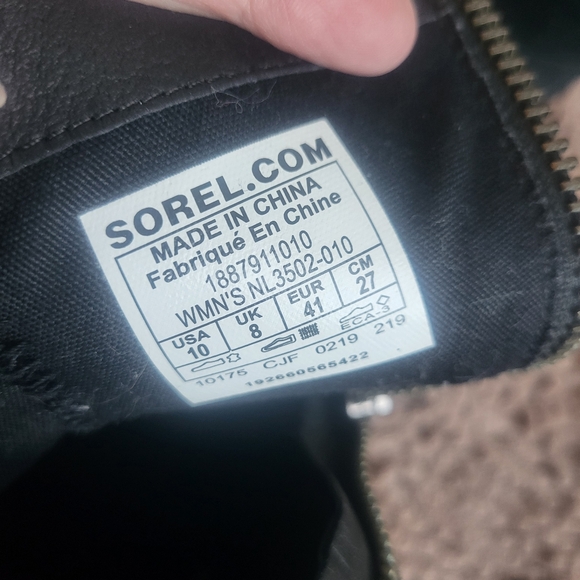 SOREL.COM
MADE IN CHINA
Fabriqué En Chine
1887911010
WMN'S NL3502-010
USA UK EUR CM
10 8 41 27
ECA-3
10175 CJF 0219 219
192660565422